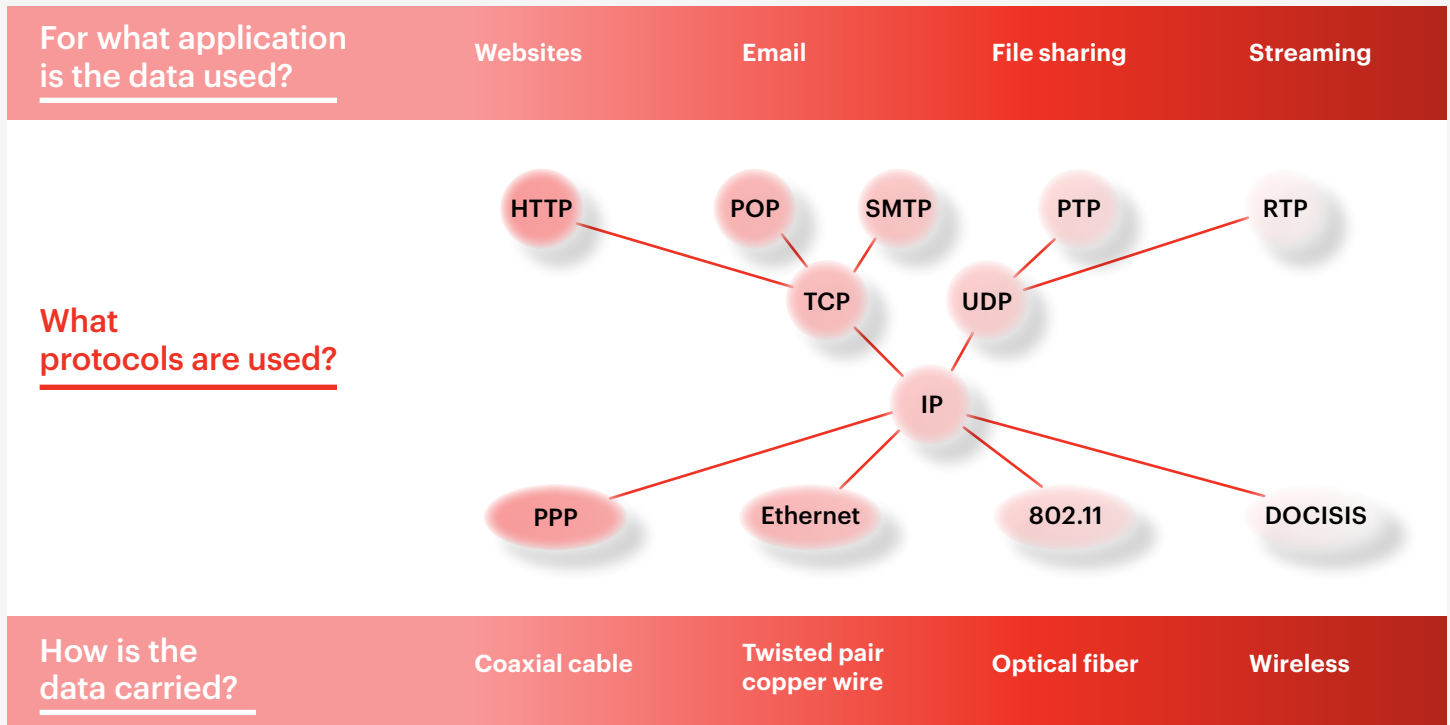 For what application
is the data used?
Websites
Email
File sharing
Streaming
HTTP
POP
SMTP
PTP
RTP
TCP
UDP
What
protocols are used?
IP
PPP
Ethernet
802.11
DOCISIS
How is the
data carried?
Coaxial cable
Twisted pair
copper wire
Optical fiber
Wireless